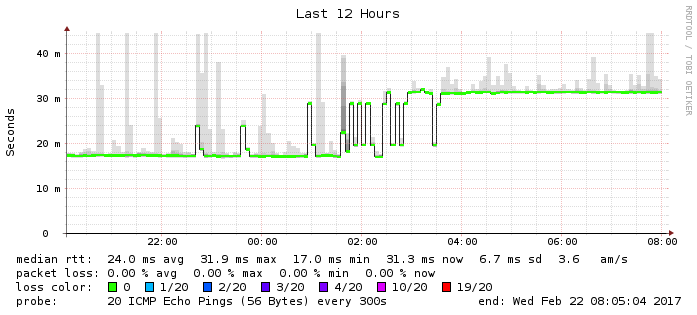 Last 12 Hours
RRDTOOL / TOBI OETIKER
Seconds
40 m
30 m
20 m
10 m
0
22:00 00:00 02:00 04:00 06:00 08:00
median rtt: 24.0 ms avg 31.9 ms max 17.0 ms min 31.3 ms now 6.7 ms sd 3.6 am/s
packet loss: 0.00 % avg 0.00 % max 0.00 % min 0.00 % now
loss color: 0 1/20 2/20 3/20 4/20 10/20 19/20
probe: 20 ICMP Echo Pings (56 Bytes) every 300s end: Wed Feb 22 08:05:04 2017